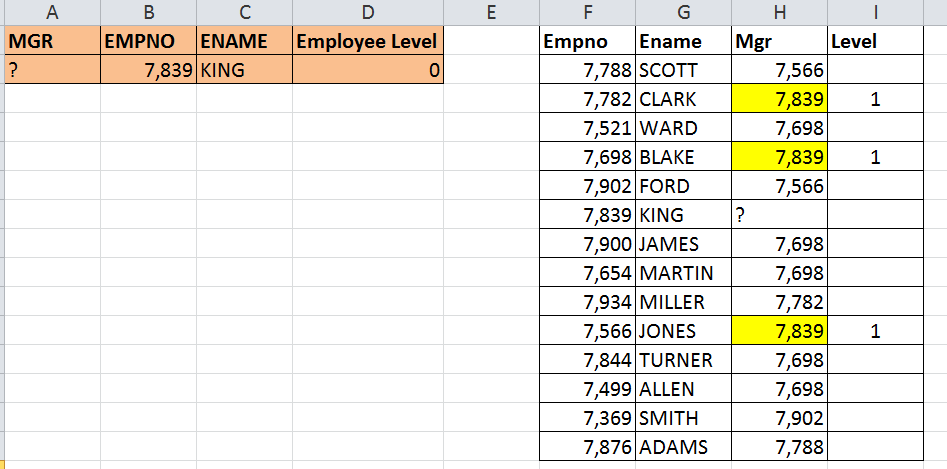 A B C D E F G H I
MGR EMPNO ENAME Employee Level Empno Ename Mgr Level
? 7,839 KING 0 7,788 SCOTT 7,566
7,782 CLARK 7,839 1
7,521 WARD 7,698
7,698 BLAKE 7,839 1
7,902 FORD 7,566
7,839 KING ?
7,900 JAMES 7,698
7,654 MARTIN 7,698
7,934 MILLER 7,782
7,566 JONES 7,839 1
7,844 TURNER 7,698
7,499 ALLEN 7,698
7,369 SMITH 7,902
7,876 ADAMS 7,788